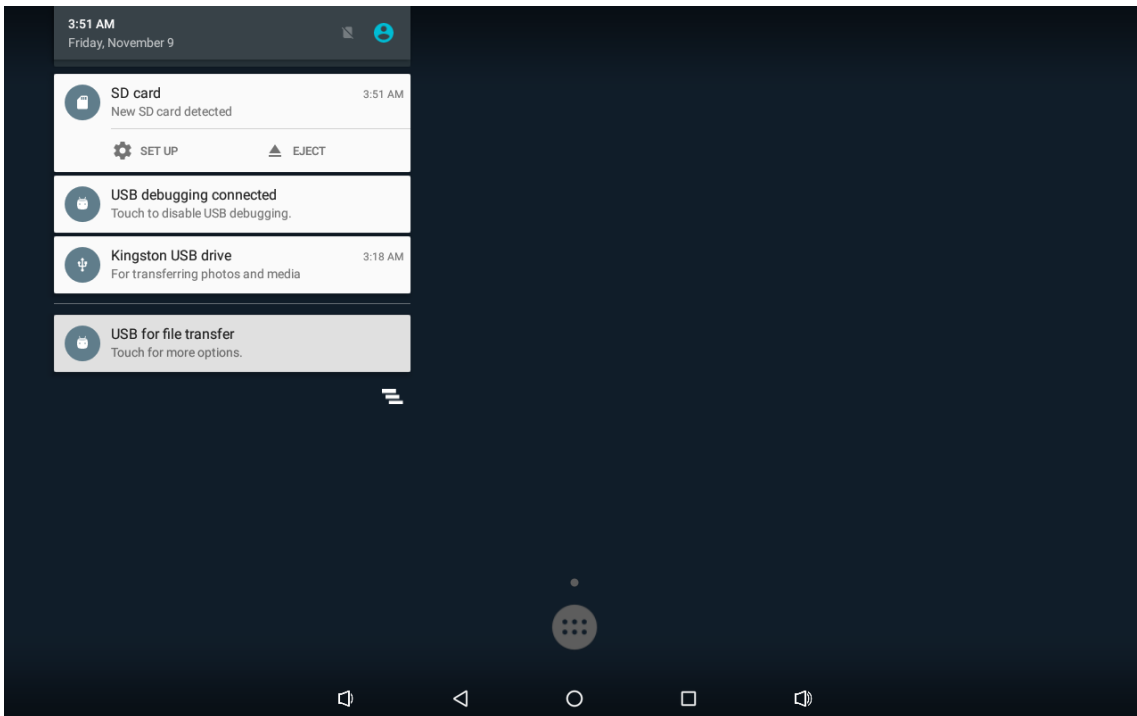 3:51 AM
Friday, November 9
SD card 3:51 AM
New SD card detected
SET UP EJECT
USB debugging connected
Touch to disable USB debugging.
Kingston USB drive 3:18 AM
For transferring photos and media
USB for file transfer
Touch for more options.